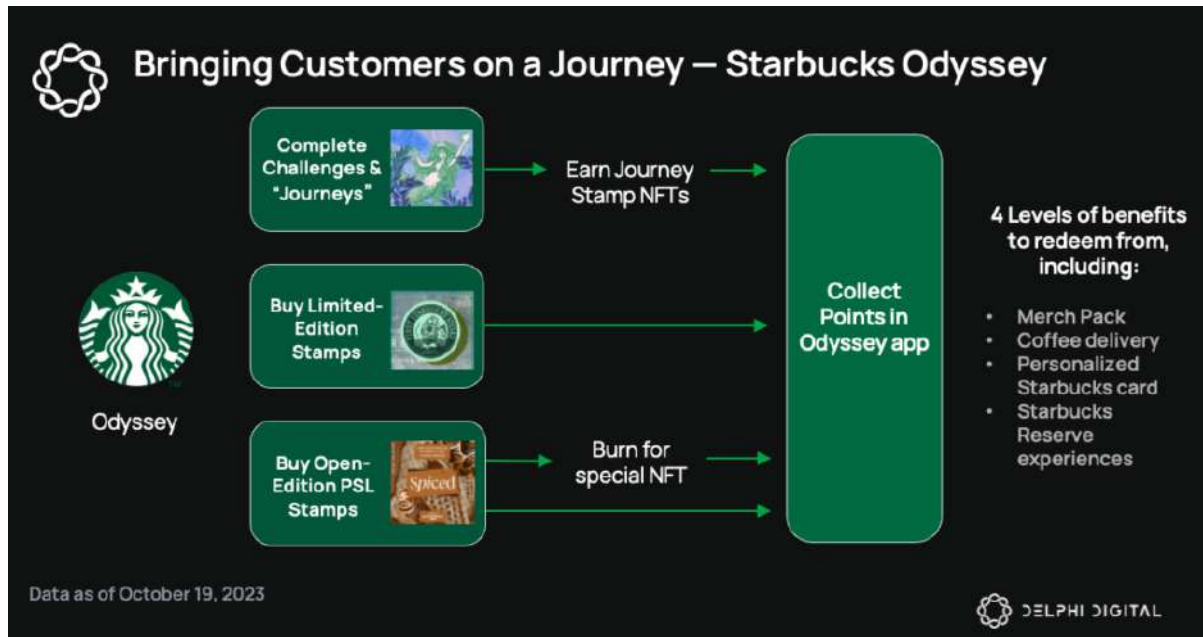 Bringing Customers on a Journey — Starbucks Odyssey
Complete
Challenges &
"Journeys"
Earn Journey
Stamp NFTs
Buy Limited-
Edition
Stamps
Odyssey
Buy Open-
Edition PSL
Stamps
Spiced
Burn for
special NFT
Collect
Points in
Odyssey app
4 Levels of benefits
to redeem from,
including:
• Merch Pack
• Coffee delivery
• Personalized
Starbucks card
• Starbucks
Reserve
experiences
Data as of October 19, 2023
DELPHI DIGITAL